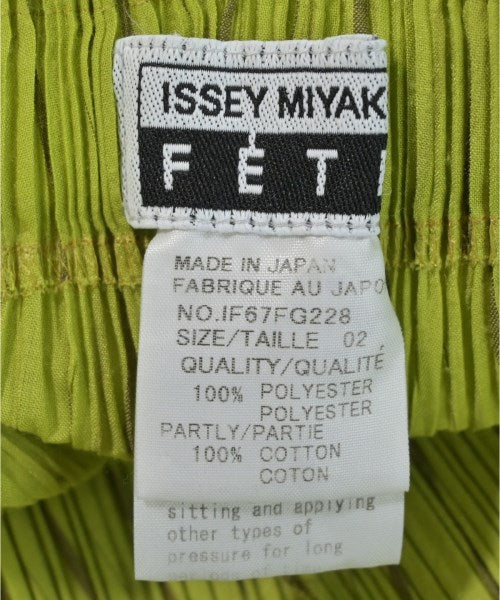 ISSEY MIYAK
FÊT
MADE IN JAPAN
FABRIQUE AU JAPO
NO.IF67FG228
SIZE/TAILLE 02
QUALITY/QUALITÉ
100% POLYESTER
POLYESTER
PARTLY/PARTIE
100% COTTON
COTON
sitting and applying
other types of
pressure for long